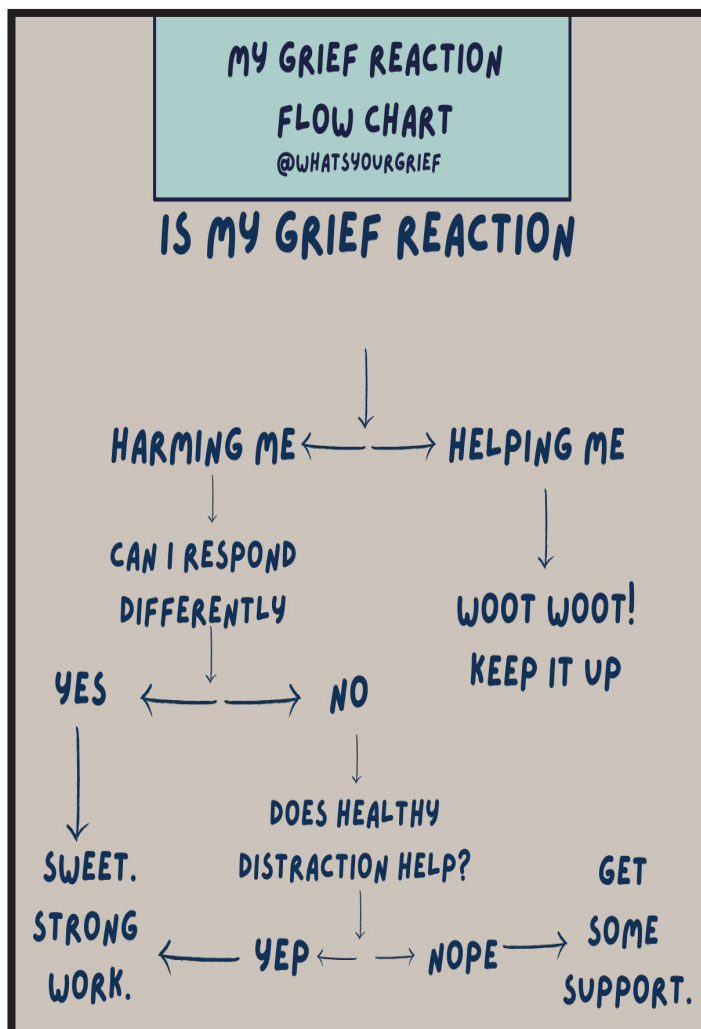 MY GRIEF REACTION
FLOW CHART
@WHATSYOURGRIEF
IS MY GRIEF REACTION
HARMING ME
HELPING ME
CAN I RESPOND
DIFFERENTLY
WOOT WOOT!
KEEP IT UP
YES
NO
DOES HEALTHY
DISTRACTION HELP?
SWEET.
STRONG
WORK.
YEP
NOPE
GET
SOME
SUPPORT.